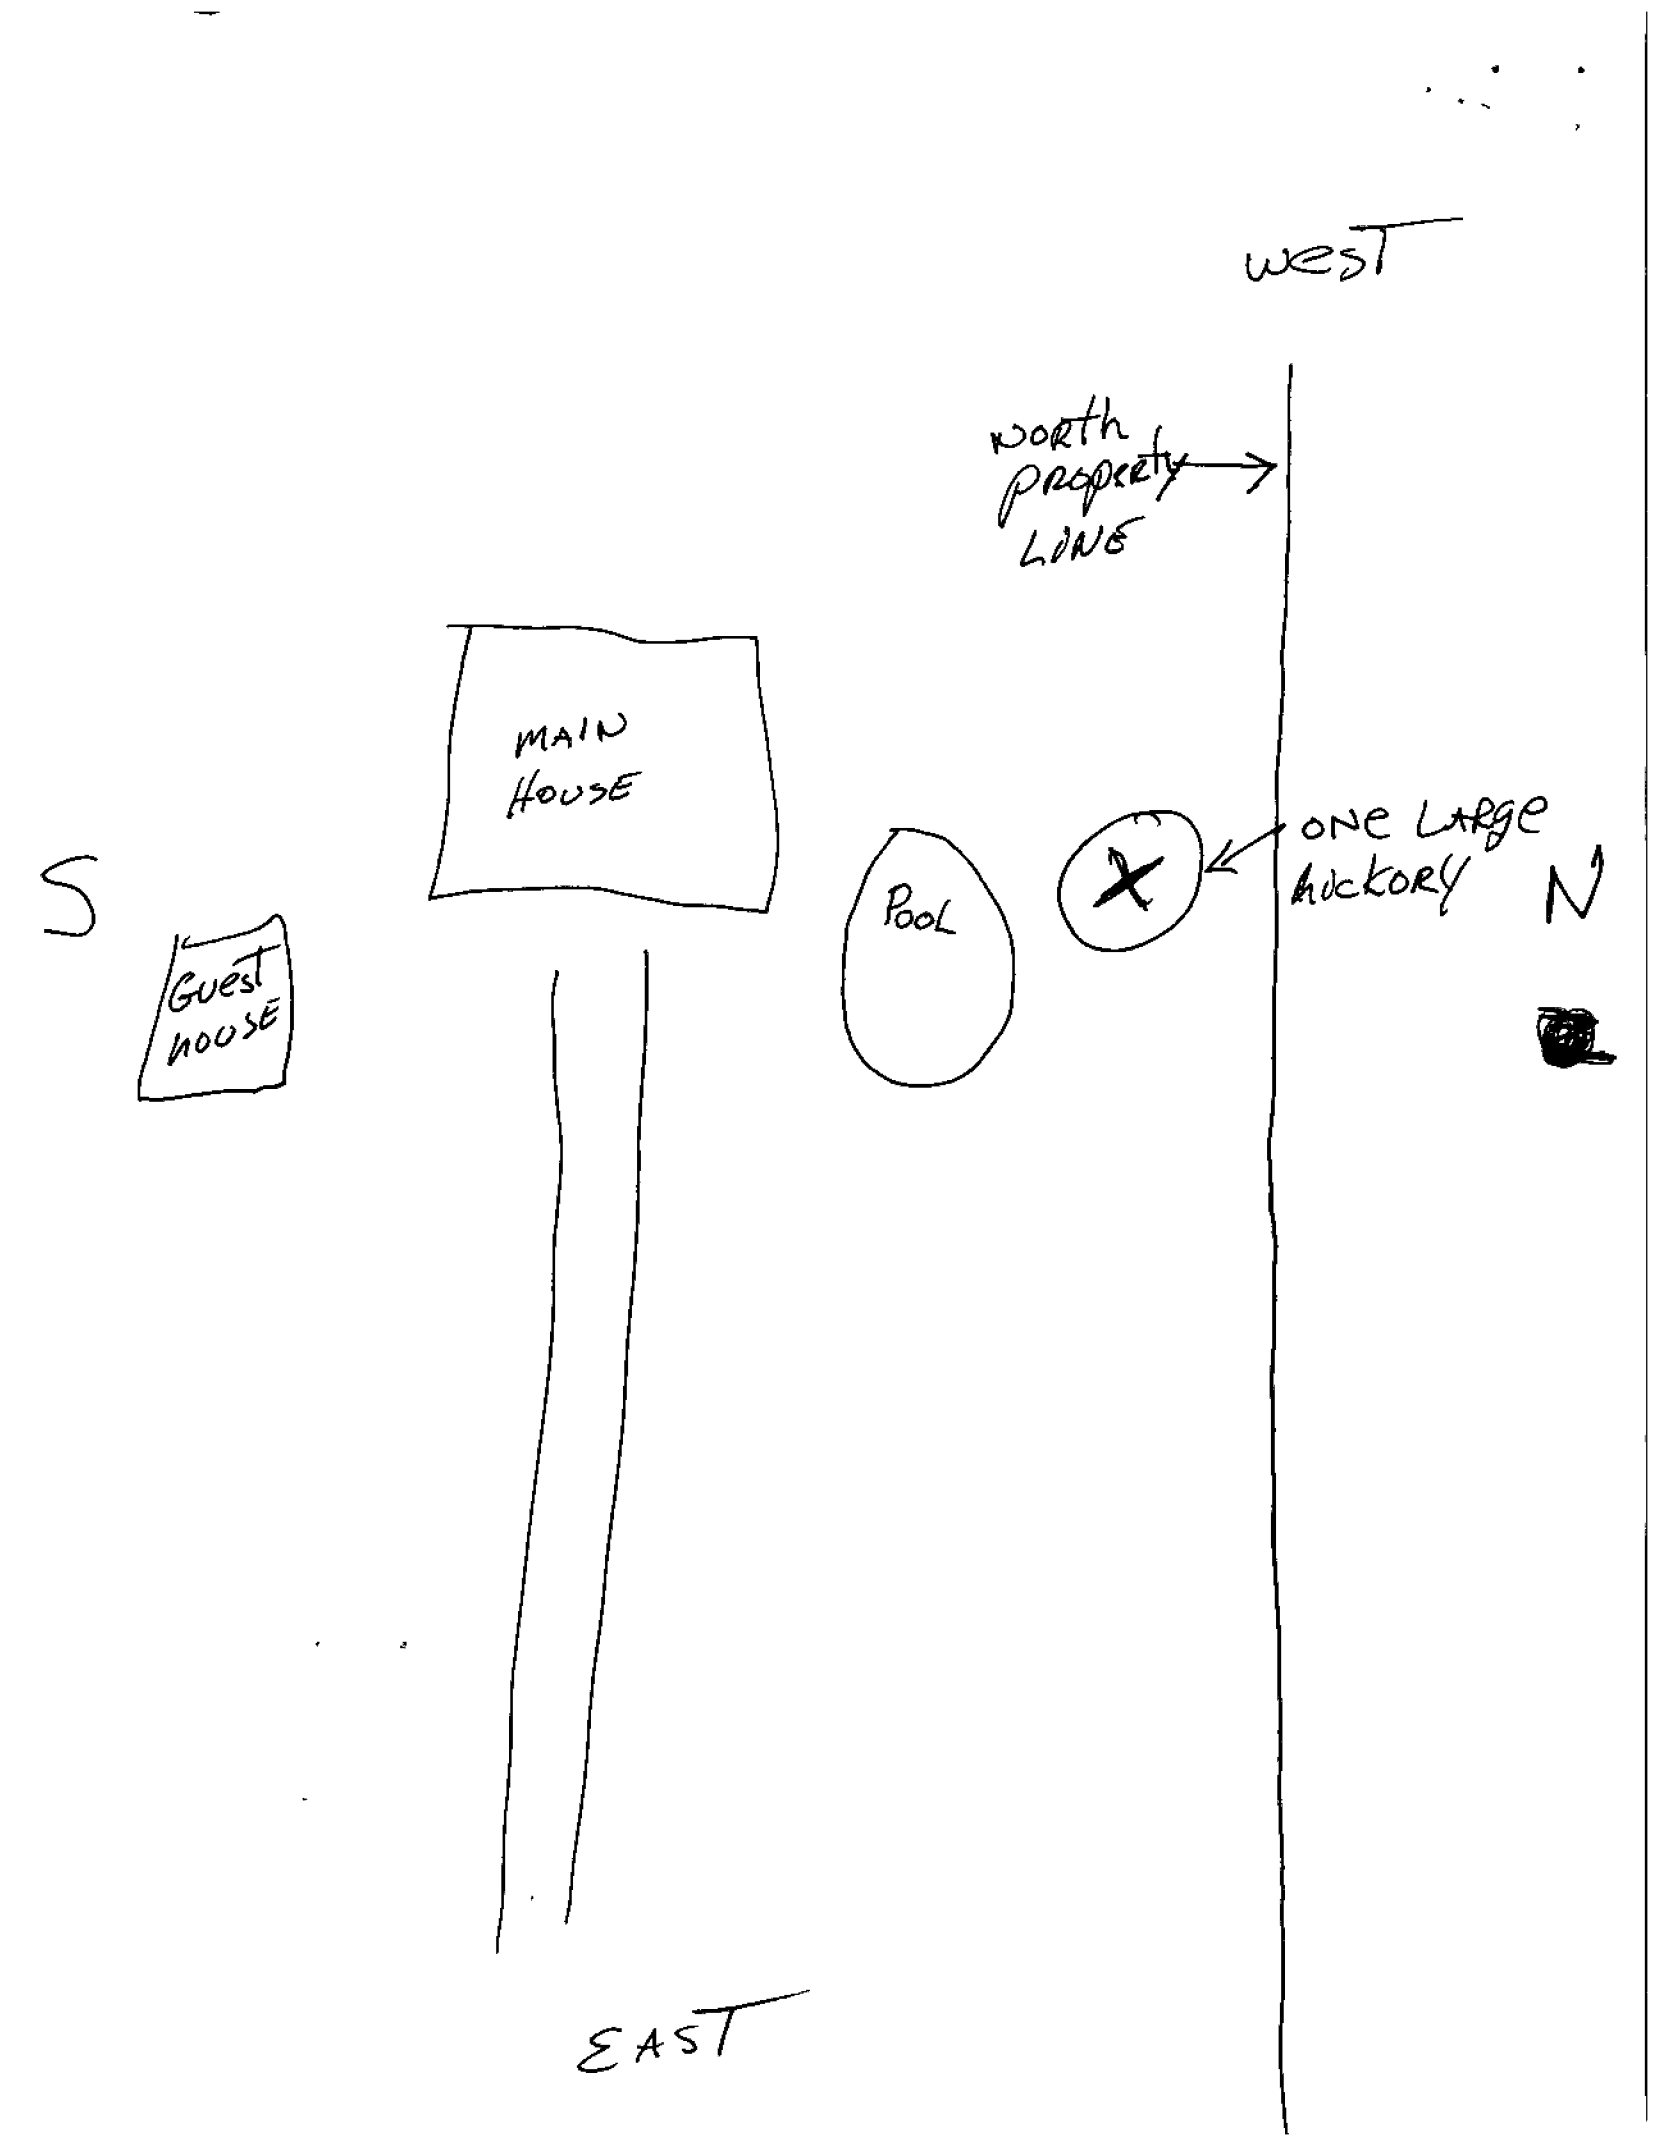 West
North
Property
Line
MAIN
HOUSE
ONE LARGE
hickory
S
N
POOL
Guest
house
EAST